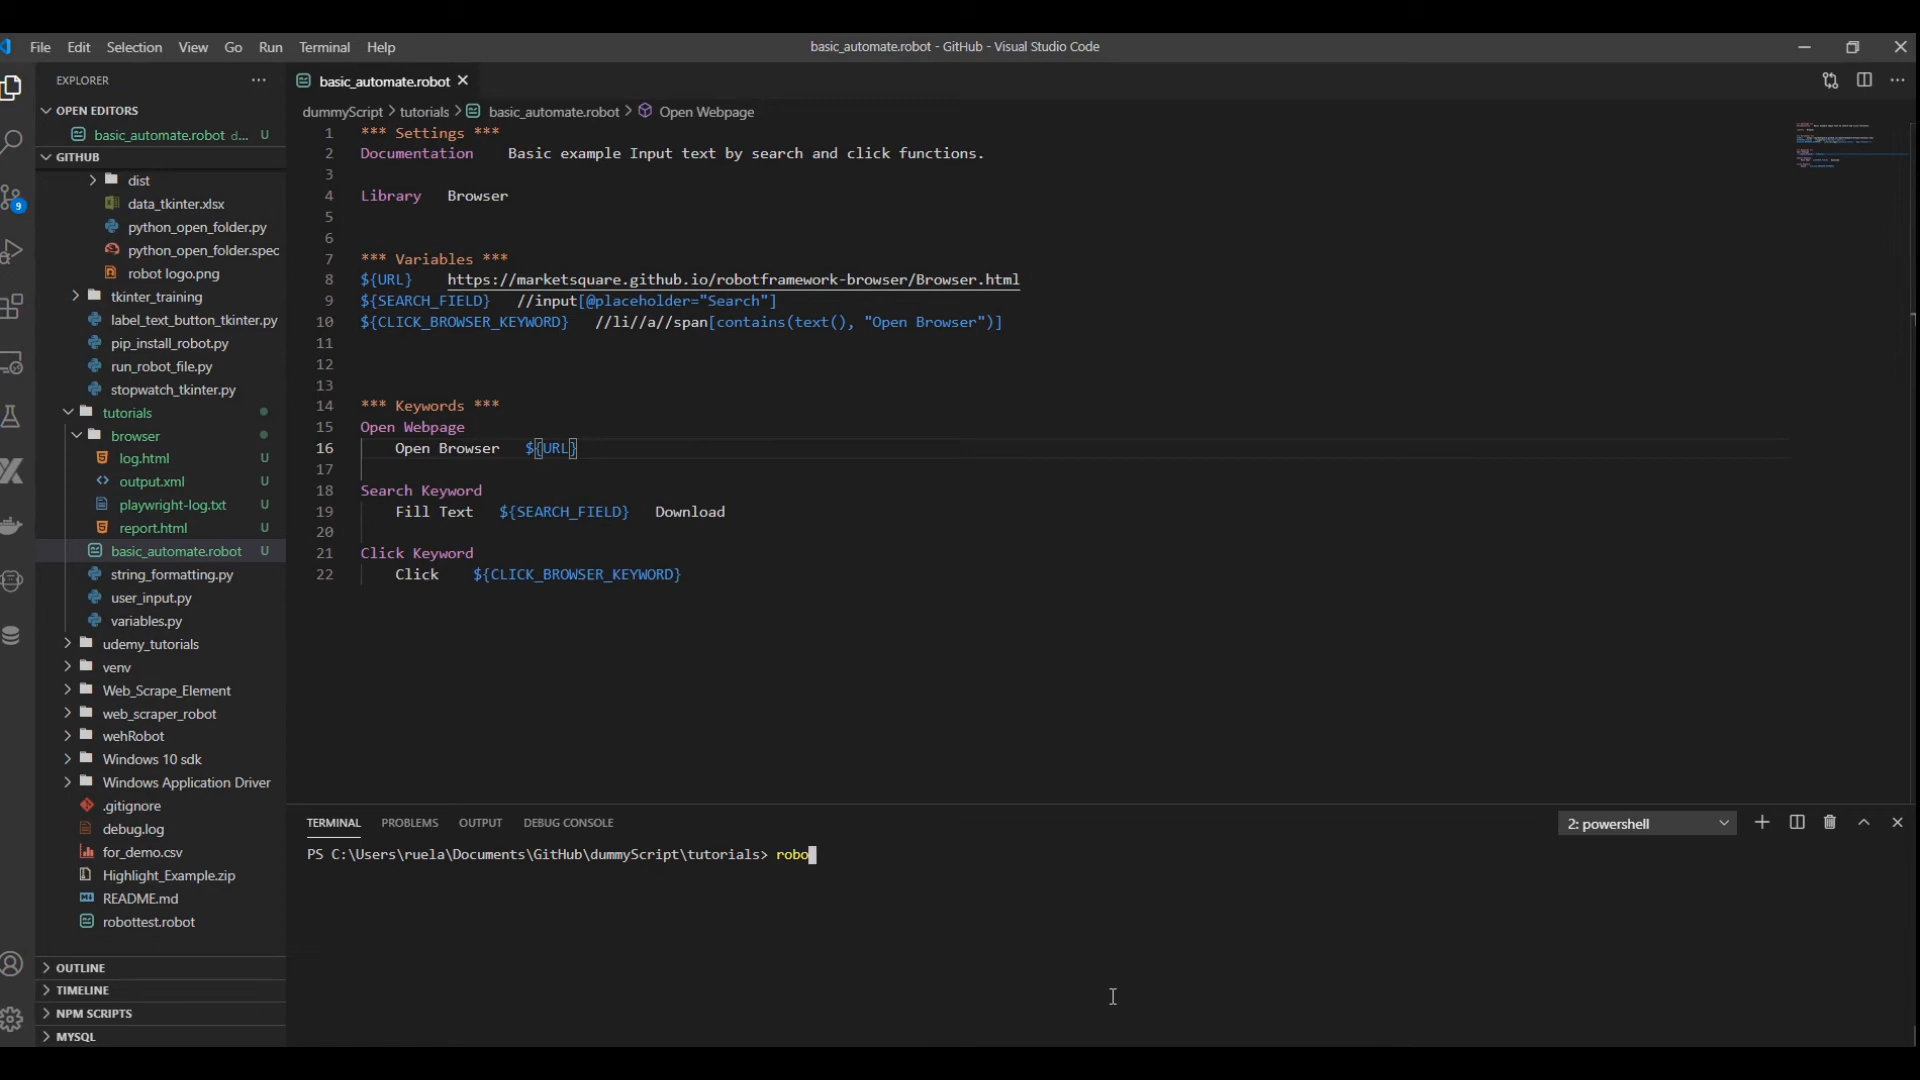 File Edit Selection View Go Run Terminal Help
basic_automate.robot - GitHub - Visual Studio Code
EXPLORER
OPEN EDITORS
basic_automate.robot d... U
GITHUB
dist
data_tkinter.xlsx
python_open_folder.py
python_open_folder.spec
robot logo.png
tkinter_training
label_text_button_tkinter.py
pip_install_robot.py
run_robot_file.py
stopwatch_tkinter.py
tutorials
browser
log.html U
output.xml U
playwright-log.txt U
report.html U
basic_automate.robot U
string_formatting.py
user_input.py
variables.py
udemy_tutorials
venv
Web_Scrape_Element
web_scraper_robot
wehRobot
Windows 10 sdk
Windows Application Driver
.gitignore
debug.log
for_demo.csv
Highlight_Example.zip
README.md
robottest.robot
OUTLINE
TIMELINE
NPM SCRIPTS
MYSQL
9
basic_automate.robot
dummyScript > tutorials > basic_automate.robot > Open Webpage
1 *** Settings ***
2 Documentation    Basic example Input text by search and click functions.
3
4 Library   Browser
5
6
7 *** Variables ***
8 ${URL}    https://marketsquare.github.io/robotframework-browser/Browser.html
9 ${SEARCH_FIELD}   //input[@placeholder="Search"]
10 ${CLICK_BROWSER_KEYWORD}   //li//a//span[contains(text(), "Open Browser")]
11
12
13
14 *** Keywords ***
15 Open Webpage
16     Open Browser   ${URL}
17
18 Search Keyword
19     Fill Text   ${SEARCH_FIELD}   Download
20
21 Click Keyword
22     Click    ${CLICK_BROWSER_KEYWORD}
TERMINAL PROBLEMS OUTPUT DEBUG CONSOLE
2: powershell
PS C:\Users\ruela\Documents\GitHub\dummyScript\tutorials> robo